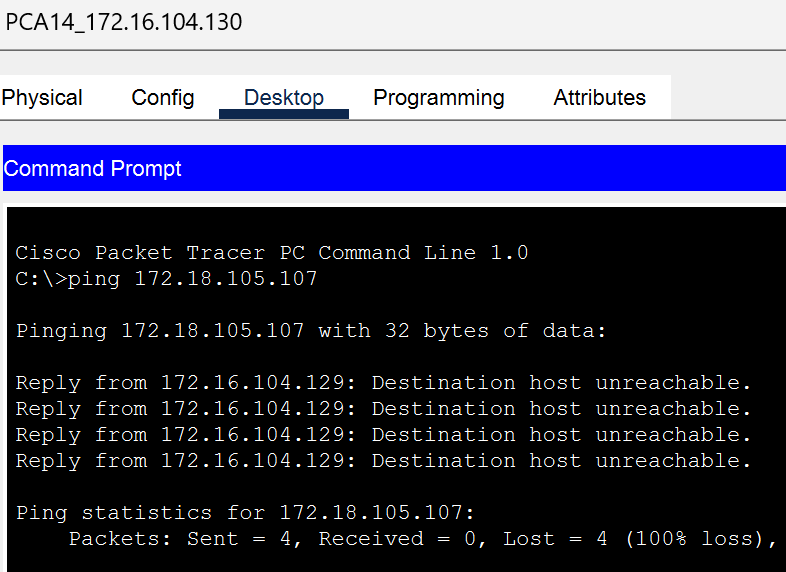 PCA14_172.16.104.130
Physical Config Desktop Programming Attributes
Command Prompt
Cisco Packet Tracer PC Command Line 1.0
C:\>ping 172.18.105.107
Pinging 172.18.105.107 with 32 bytes of data:
Reply from 172.16.104.129: Destination host unreachable.
Reply from 172.16.104.129: Destination host unreachable.
Reply from 172.16.104.129: Destination host unreachable.
Reply from 172.16.104.129: Destination host unreachable.
Ping statistics for 172.18.105.107:
Packets: Sent = 4, Received = 0, Lost = 4 (100% loss),